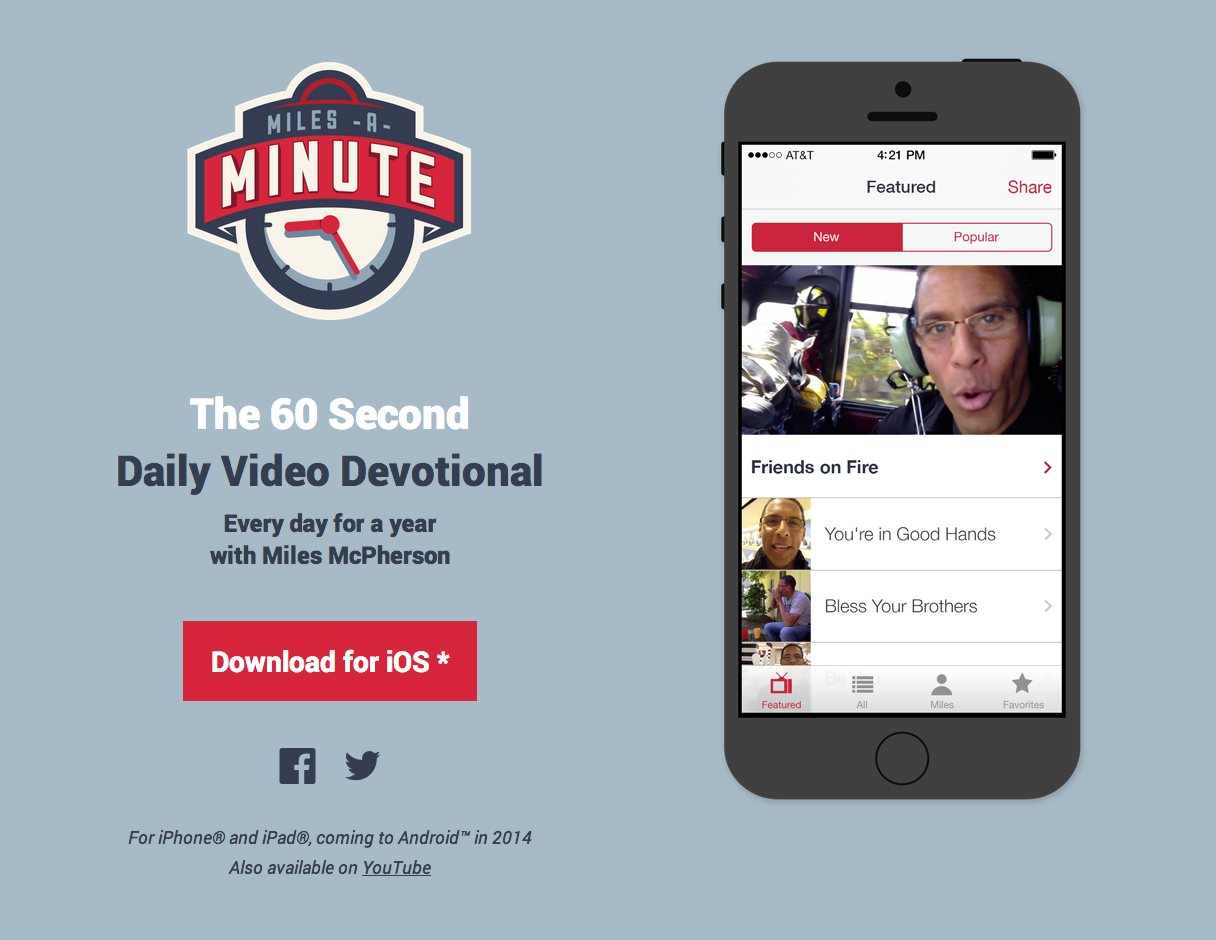 MILES -A-
MINUTE
The 60 Second
Daily Video Devotional
Every day for a year
with Miles McPherson
Download for iOS *
For iPhone® and iPad®, coming to Android™ in 2014
Also available on YouTube
AT&T 4:21 PM
Featured Share
New Popular
Friends on Fire
You're in Good Hands
Bless Your Brothers
Featured All Miles Favorites